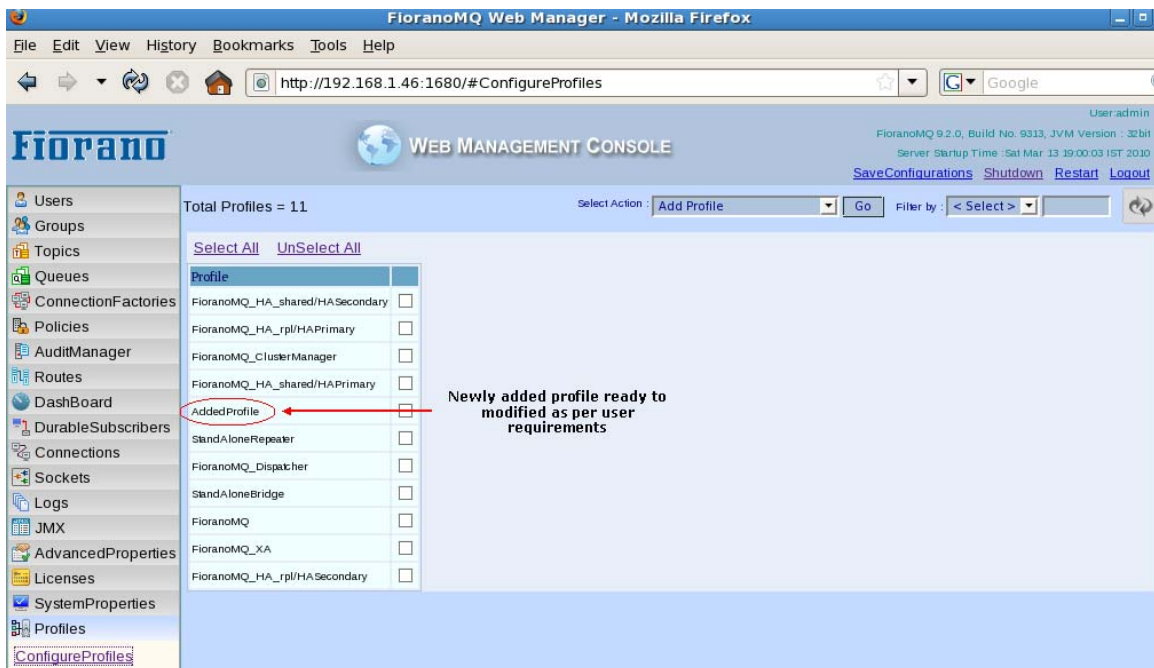 FioranoMQ Web Manager - Mozilla Firefox
File Edit View History Bookmarks Tools Help
http://192.168.1.46:1680/#ConfigureProfiles
G Google
User:admin
Fiorano
WEB MANAGEMENT CONSOLE
FioranoMQ 9.2.0, Build No. 9313, JVM Version : 32bit
Server Startup Time :Sat Mar 13 19:00:03 IST 2010
SaveConfigurations Shutdown Restart Logout
Users
Groups
Topics
Queues
ConnectionFactories
Policies
AuditManager
Routes
DashBoard
DurableSubscribers
Connections
Sockets
Logs
JMX
AdvancedProperties
Licenses
SystemProperties
Profiles
ConfigureProfiles
Total Profiles = 11
Select Action : Add Profile Go Filter by : < Select >
Select All UnSelect All
Profile
FioranoMQ_HA_shared/HASecondary
FioranoMQ_HA_rpl/HAPrimary
FioranoMQ_ClusterManager
FioranoMQ_HA_shared/HAPrimary
AddedProfile
StandAloneRepeater
FioranoMQ_Dispatcher
StandAloneBridge
FioranoMQ
FioranoMQ_XA
FioranoMQ_HA_rpl/HASecondary
Newly added profile ready to
modified as per user
requirements